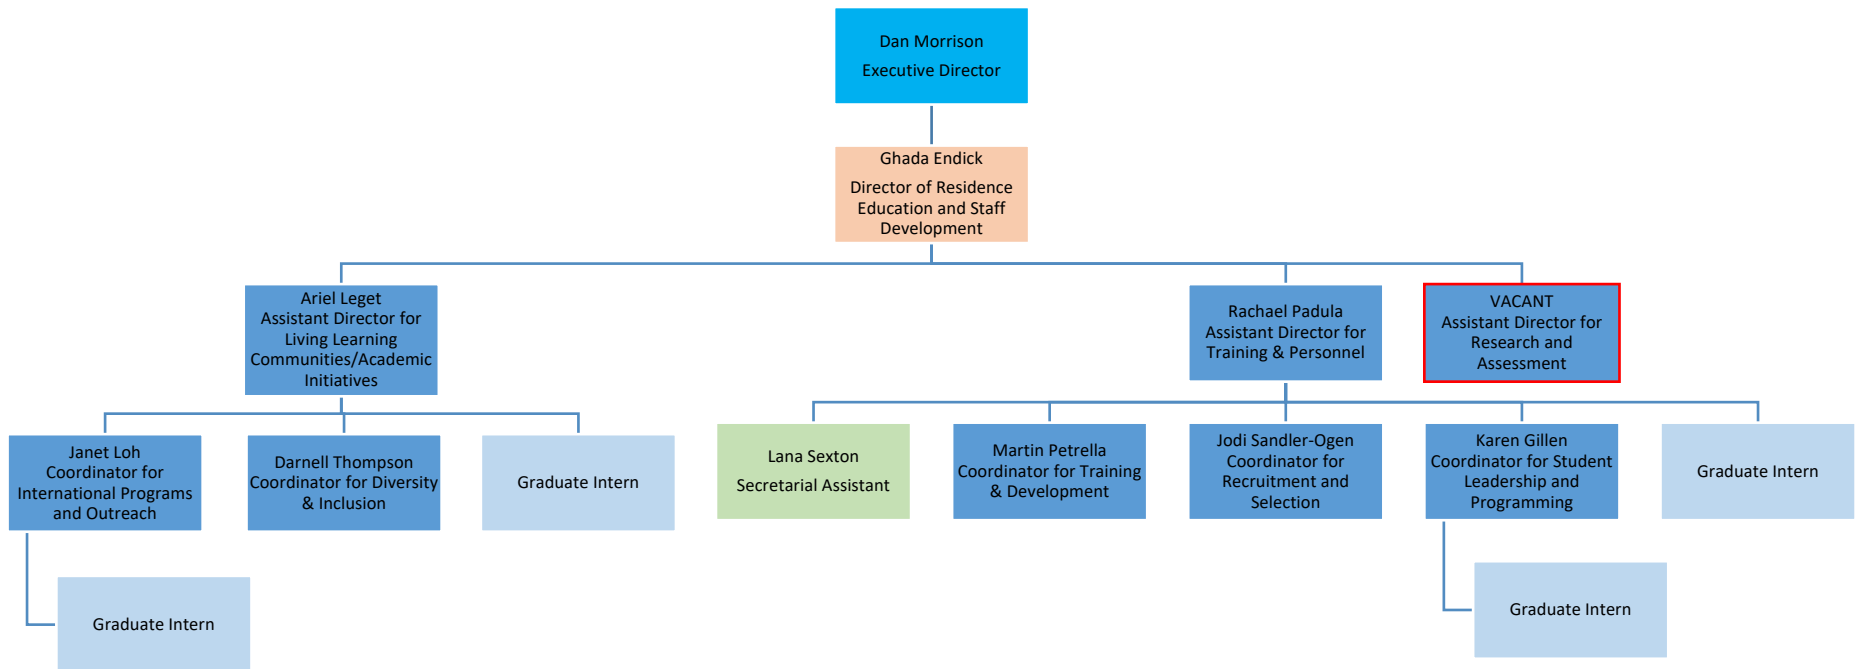 Dan Morrison
Executive Director
Ghada Endick
Director of Residence
Education and Staff
Development
Ariel Leget
Assistant Director for
Living Learning
Communities/Academic
Initiatives
Rachael Padula
Assistant Director for
Training & Personnel
VACANT
Assistant Director for
Research and
Assessment
Janet Loh
Coordinator for
International Programs
and Outreach
Darnell Thompson
Coordinator for Diversity
& Inclusion
Graduate Intern
Lana Sexton
Secretarial Assistant
Martin Petrella
Coordinator for Training
& Development
Jodi Sandler-Ogen
Coordinator for
Recruitment and
Selection
Karen Gillen
Coordinator for Student
Leadership and
Programming
Graduate Intern
Graduate Intern
Graduate Intern